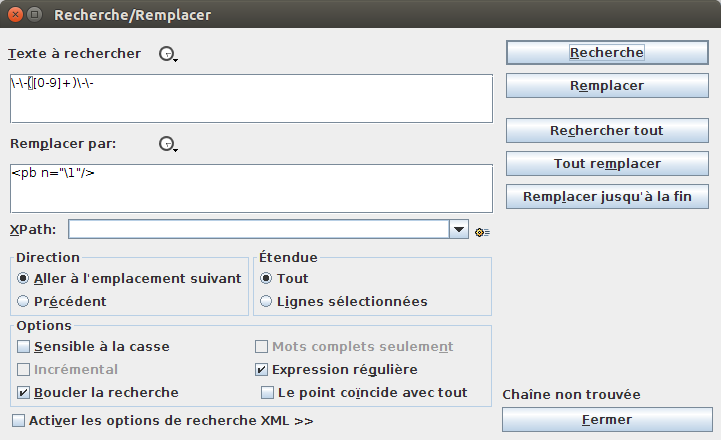 Recherche/Remplacer
Texte à rechercher
\-\-([0-9]+)\-\-
Remplacer par:
<pb n="\1"/>
XPath:
Recherche
Remplacer
Rechercher tout
Tout remplacer
Remplacer jusqu'à la fin
Direction
Aller à l'emplacement suivant
Précédent
Étendue
Tout
Lignes sélectionnées
Options
Sensible à la casse
Mots complets seulement
Incrémental
Expression régulière
Boucler la recherche
Le point coïncide avec tout
Activer les options de recherche XML >>
Chaîne non trouvée
Fermer